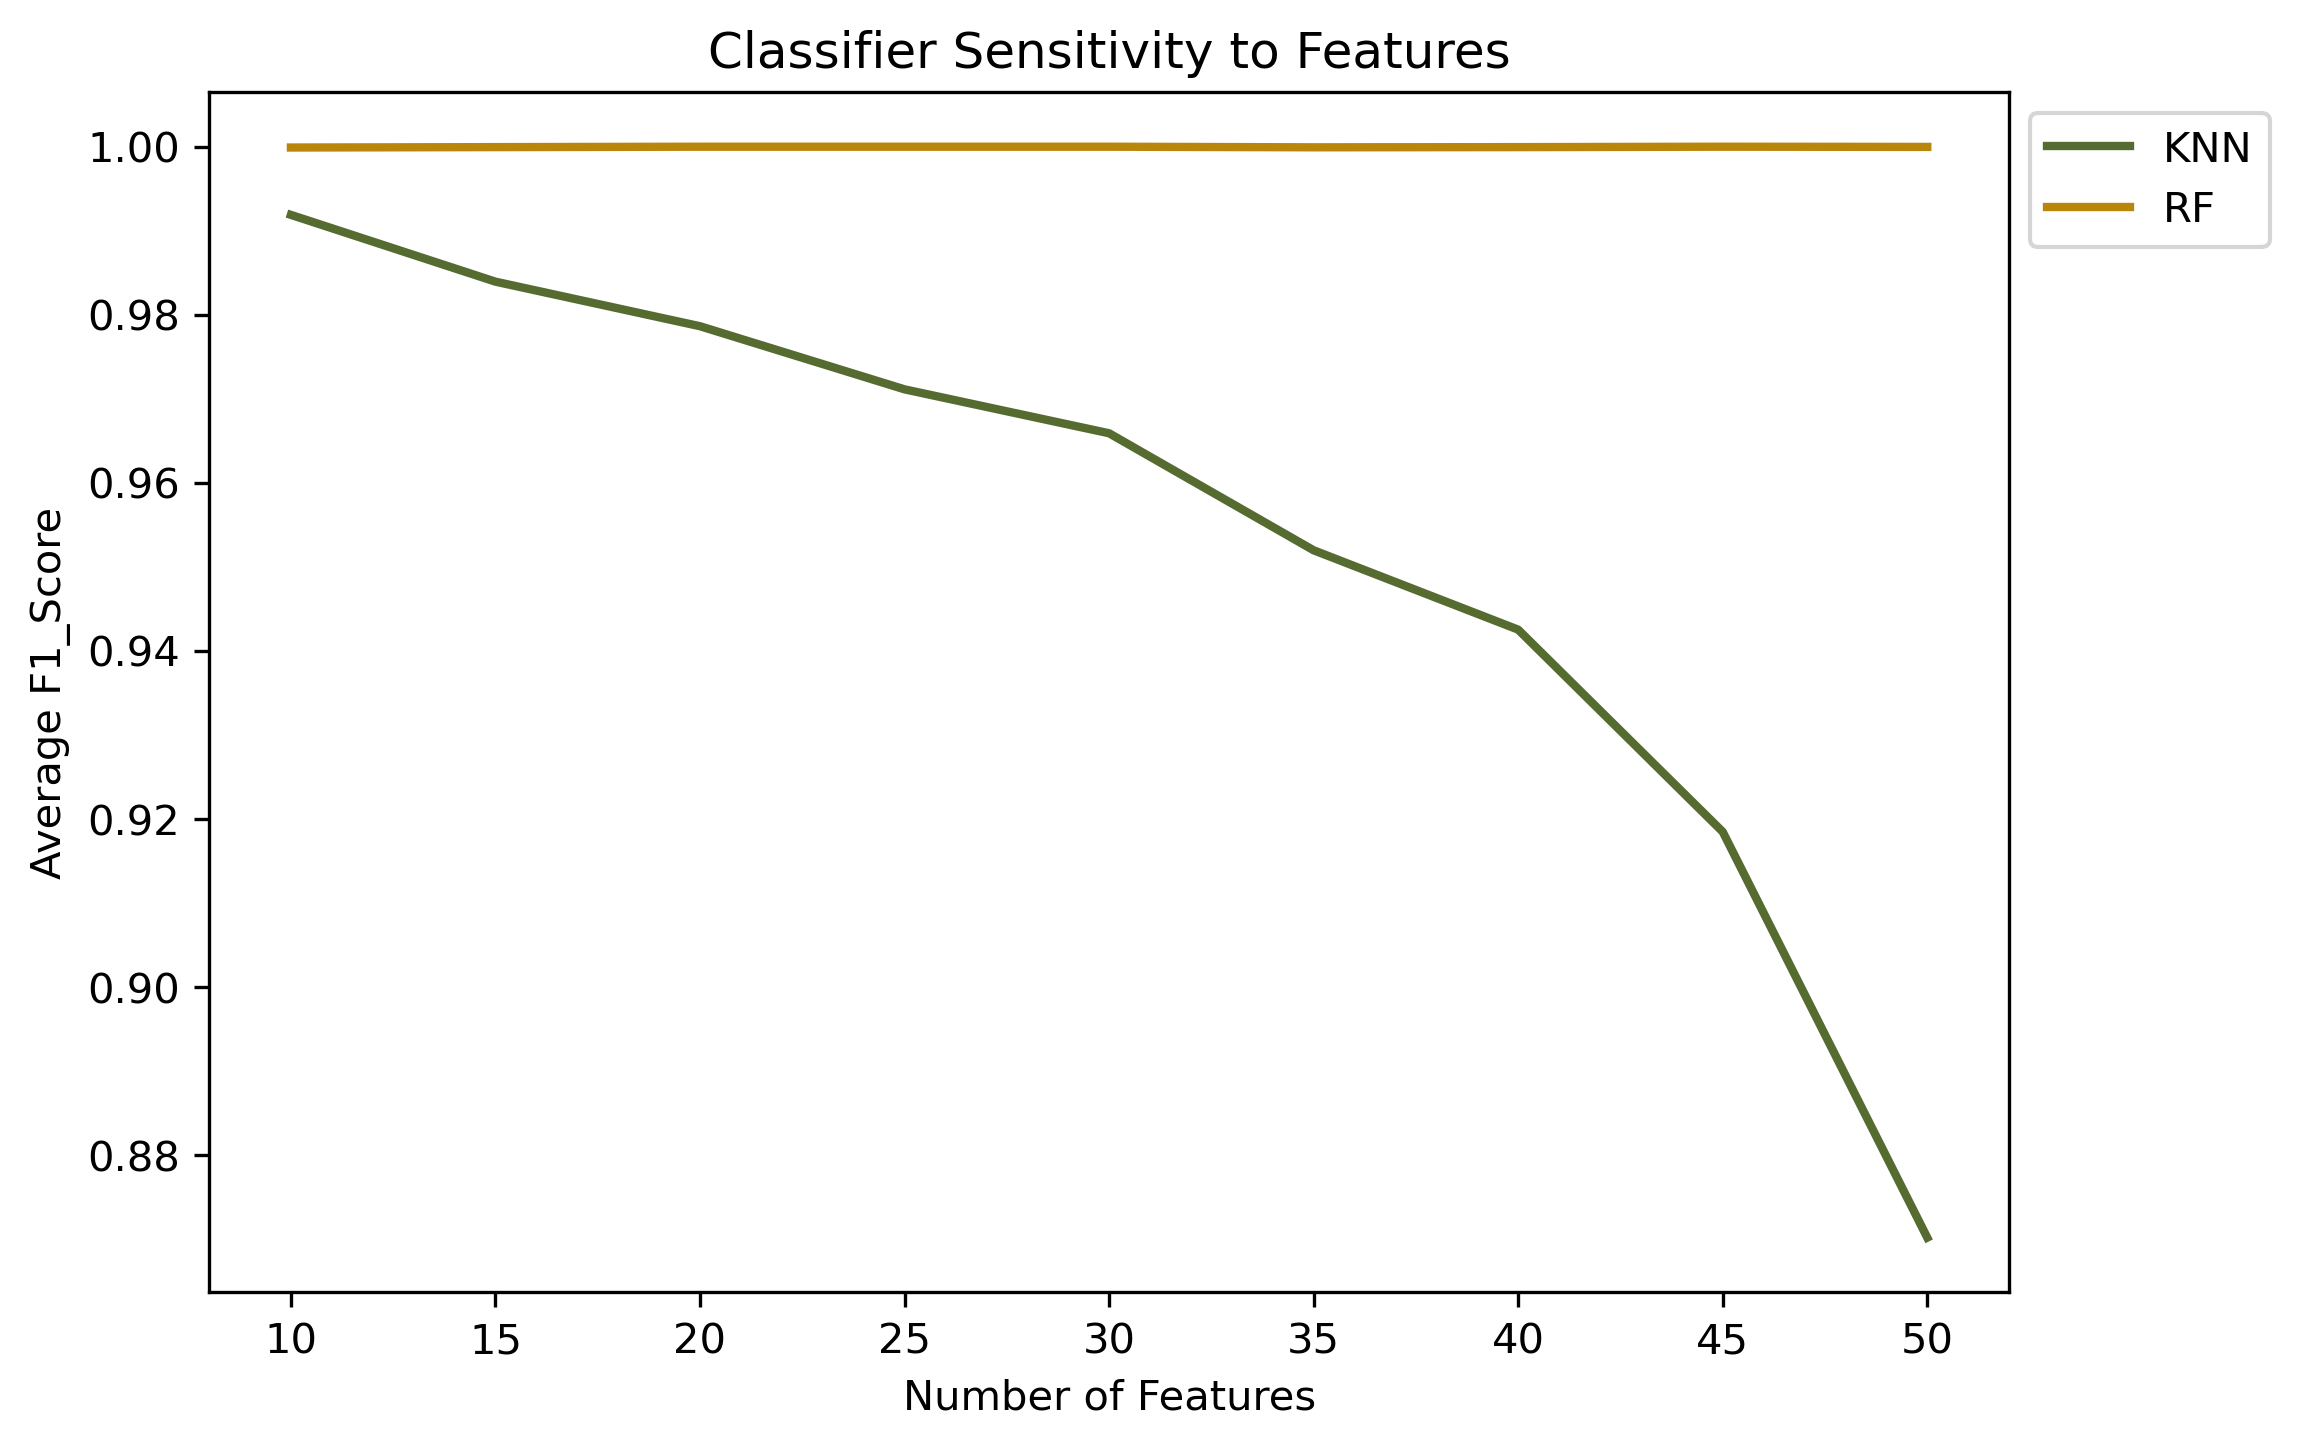 Classifier Sensitivity to Features
KNN
RF
1.00
0.98
0.96
0.94
0.92
0.90
0.88
Average F1_Score
10 15 20 25 30 35 40 45 50
Number of Features